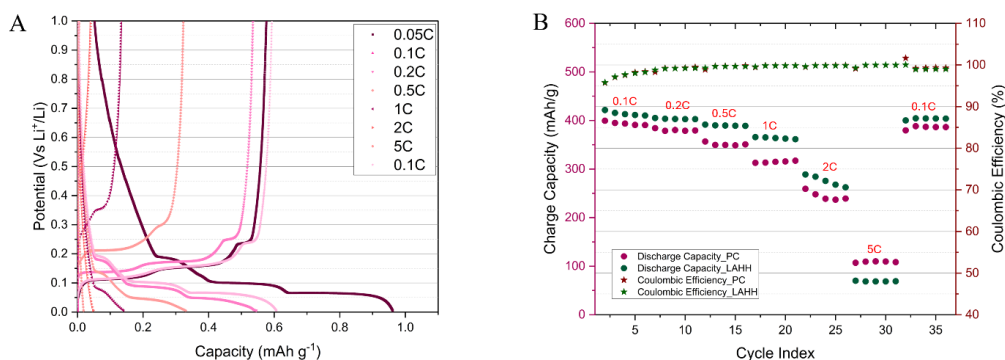 A
1.0
0.9
0.8
0.7
0.6
0.5
0.4
0.3
0.2
0.1
0.0
Potential (Vs Li⁺/Li)
0.0 0.2 0.4 0.6 0.8 1.0
Capacity (mAh g⁻¹)
0.05C
0.1C
0.2C
0.5C
1C
2C
5C
0.1C
B
600
500
400
300
200
100
0
Charge Capacity (mAh/g)
110
100
90
80
70
60
50
40
Coulombic Efficiency (%)
0.1C 0.2C 0.5C 1C 2C 5C 0.1C
Discharge Capacity_PC
Discharge Capacity_LAHH
Coulombic Efficiency_PC
Coulombic Efficiency_LAHH
5 10 15 20 25 30 35
Cycle Index